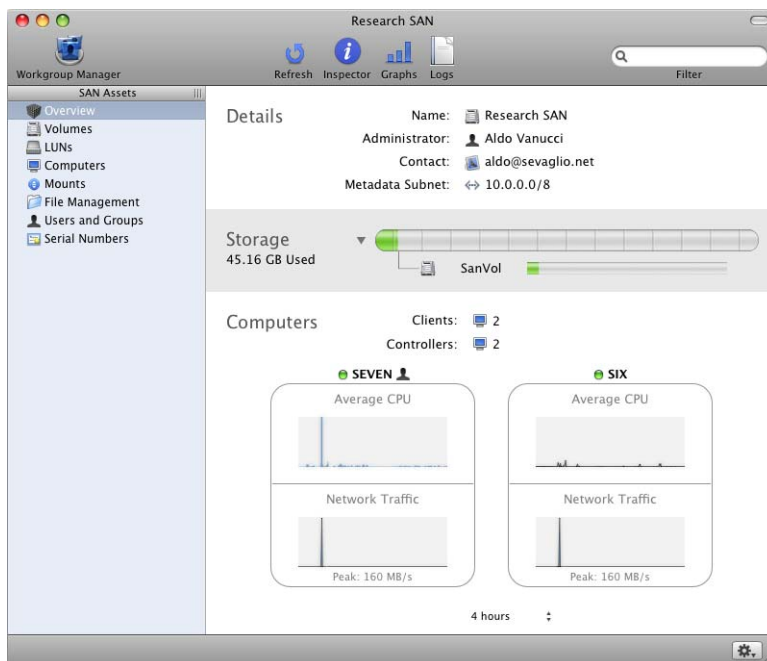 Research SAN
Workgroup Manager
Refresh Inspector Graphs Logs
Filter
SAN Assets
Overview
Volumes
LUNs
Computers
Mounts
File Management
Users and Groups
Serial Numbers
Details
Name: Research SAN
Administrator: Aldo Vanucci
Contact: aldo@sevaglio.net
Metadata Subnet: 10.0.0.0/8
Storage
45.16 GB Used
SanVol
Computers
Clients: 2
Controllers: 2
SEVEN
Average CPU
Network Traffic
Peak: 160 MB/s
SIX
Average CPU
Network Traffic
Peak: 160 MB/s
4 hours